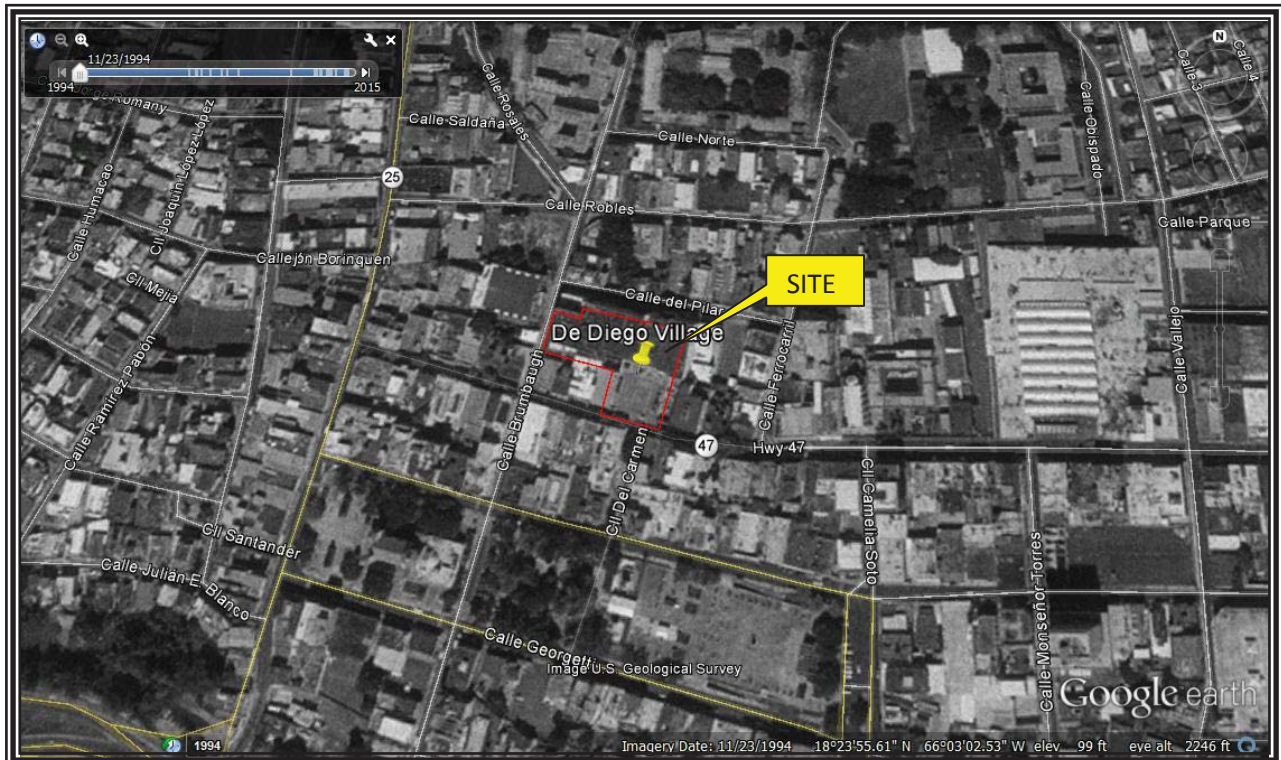 11/23/1994
1994
2015
N
Calle 4
Calle 3
Calle Rosales
Jorge Romany
Cll Joaquín López López
Calle Saldaña
Calle Norte
Calle Obispado
25
Calle Humacao
Calle Robles
Calle Parque
Callejón Borinquen
Cll Mejia
SITE
Calle del Pilar
De Diego Village
Calle Ferrocarril
Calle Vallejo
Calle Ramirez Pabón
Calle Brumbaugh
47
Hwy 47
Cll Del Carmen
Cll Camelia Soto
Cll Santander
Calle Julián E. Blanco
Calle Monseñor Torres
Calle Georgetti
Image U.S. Geological Survey
Google earth
1994
Imagery Date: 11/23/1994 18°23'55.61" N 66°03'02.53" W elev 99 ft eye alt 2246 ft